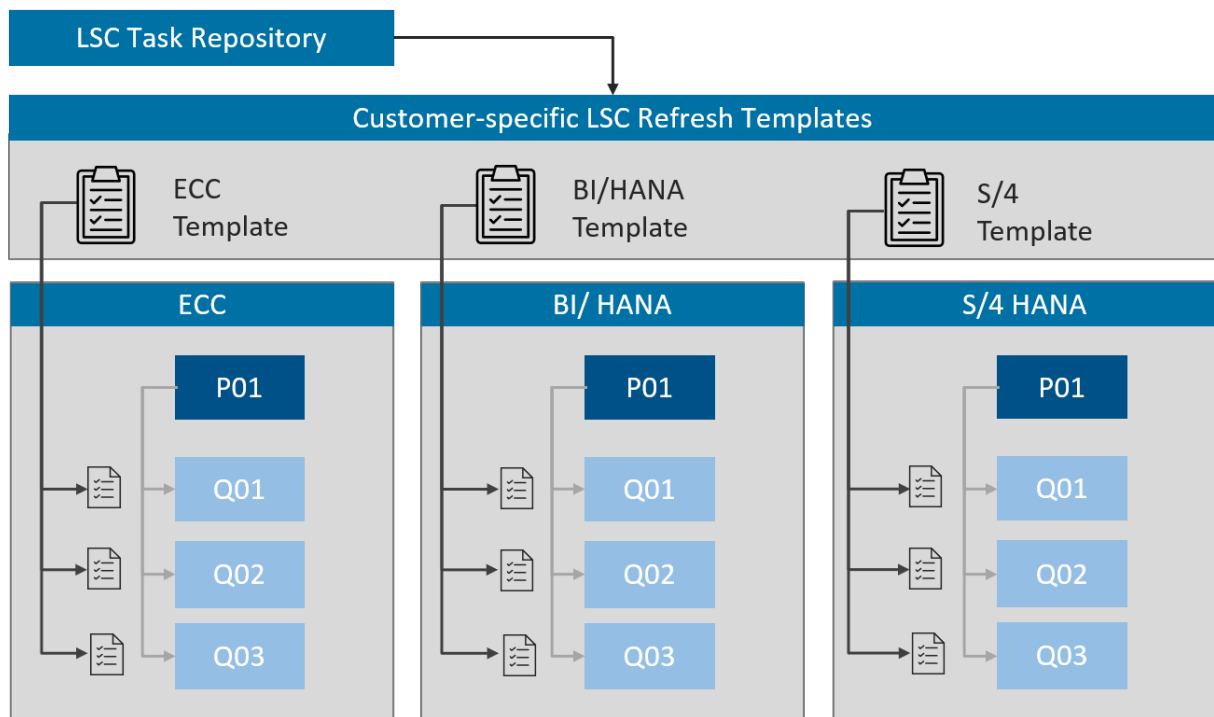 LSC Task Repository
Customer-specific LSC Refresh Templates
ECC
Template
BI/HANA
Template
S/4
Template
ECC
P01
Q01
Q02
Q03
BI/ HANA
P01
Q01
Q02
Q03
S/4 HANA
P01
Q01
Q02
Q03